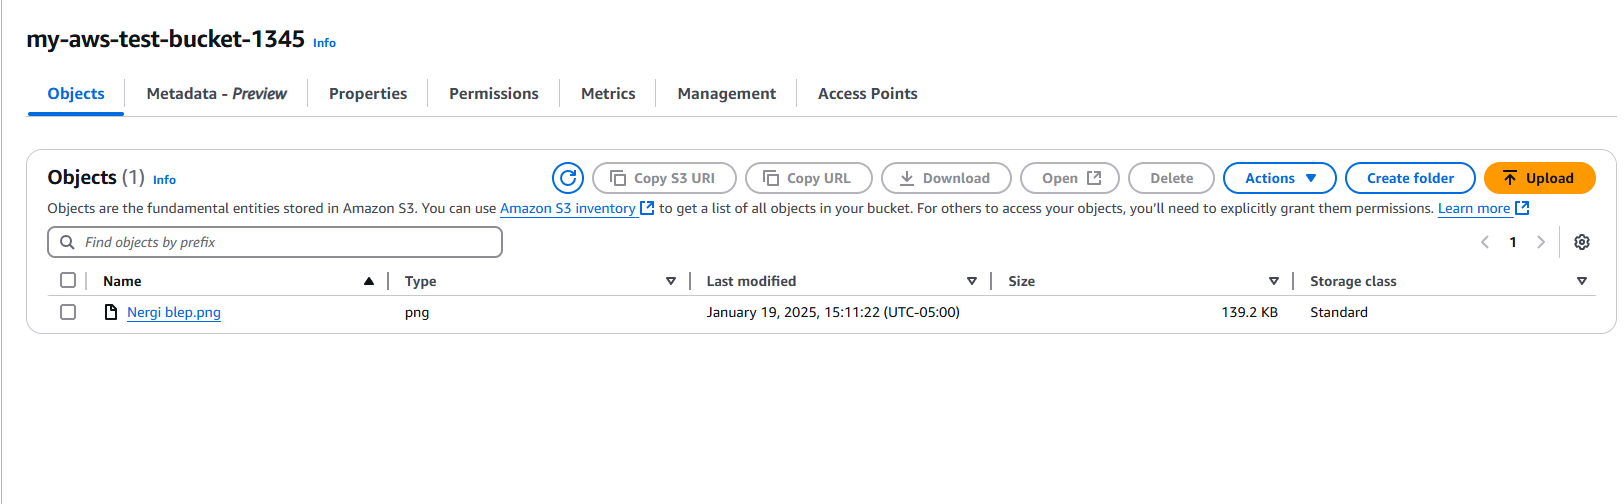 my-aws-test-bucket-1345 Info
Objects Metadata - Preview Properties Permissions Metrics Management Access Points
Objects (1) Info Copy S3 URI Copy URL Download Open Delete Actions Create folder Upload
Objects are the fundamental entities stored in Amazon S3. You can use Amazon S3 inventory to get a list of all objects in your bucket. For others to access your objects, you’ll need to explicitly grant them permissions. Learn more
Find objects by prefix 1
Name Type Last modified Size Storage class
Nergi blep.png png January 19, 2025, 15:11:22 (UTC-05:00) 139.2 KB Standard